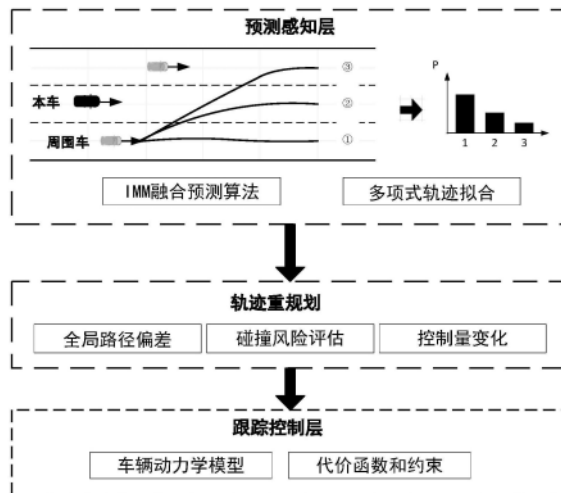 预测感知层
③
P
本车
②
周围车
①
1 2 3
IMM融合预测算法
多项式轨迹拟合
轨迹重规划
全局路径偏差
碰撞风险评估
控制量变化
跟踪控制层
车辆动力学模型
代价函数和约束